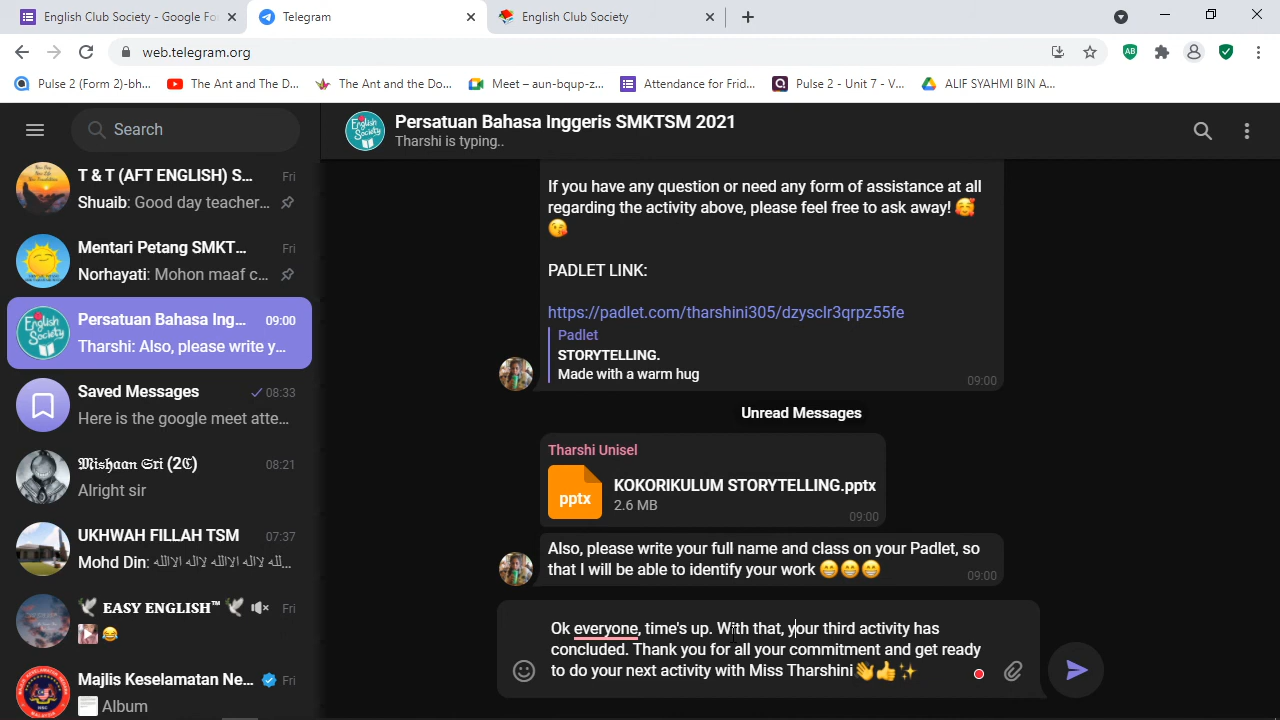 English Club Society - Google Fo
Telegram
English Club Society
web.telegram.org
Pulse 2 (Form 2)-bh...
The Ant and The D...
The Ant and the Do...
Meet – aun-bqup-z...
Attendance for Frid...
Pulse 2 - Unit 7 - V...
ALIF SYAHMI BIN A...
Search
T & T (AFT ENGLISH) S...
Fri
Shuaib: Good day teacher...
Mentari Petang SMKT...
Fri
Norhayati: Mohon maaf c...
Persatuan Bahasa Ing...
09:00
Tharshi: Also, please write y...
Saved Messages
08:33
Here is the google meet atte...
𝕸𝖎𝖘𝖍𝖆𝖆𝖓 𝕾𝖗𝖎 (2ℂ)
08:21
Alright sir
UKHWAH FILLAH TSM
07:37
Mohd Din:
🕊 EASY ENGLISH™ 🕊
Fri
😂
Majlis Keselamatan Ne...
Fri
Album
Persatuan Bahasa Inggeris SMKTSM 2021
Tharshi is typing..
If you have any question or need any form of assistance at all
regarding the activity above, please feel free to ask away! 🥰
😘
PADLET LINK:
https://padlet.com/tharshini305/dzysclr3qrpz55fe
Padlet
STORYTELLING.
Made with a warm hug
09:00
Unread Messages
Tharshi Unisel
pptx
KOKORIKULUM STORYTELLING.pptx
2.6 MB
09:00
Also, please write your full name and class on your Padlet, so
that I will be able to identify your work 😁😁😁
09:00
Ok everyone, time's up. With that, your third activity has
concluded. Thank you for all your commitment and get ready
to do your next activity with Miss Tharshini👋👍✨